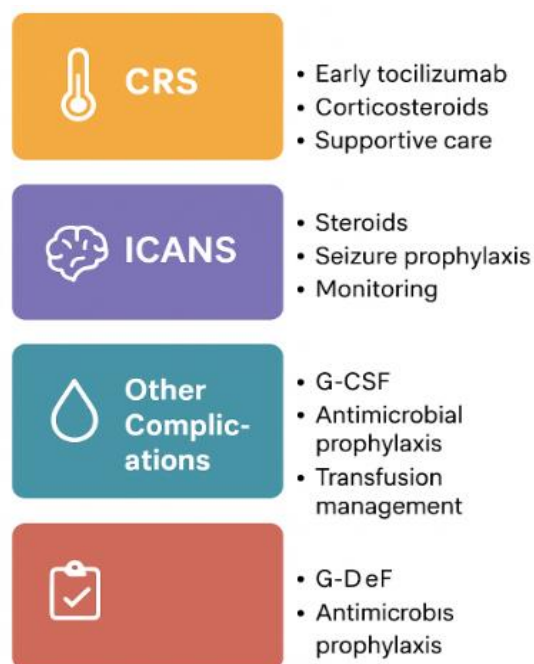 CRS
• Early tocilizumab
• Corticosteroids
• Supportive care
ICANS
• Steroids
• Seizure prophylaxis
• Monitoring
Other
Complic-
ations
• G-CSF
• Antimicrobial
prophylaxis
• Transfusion
management
• G-DeF
• Antimicrobıs
prophylaxis